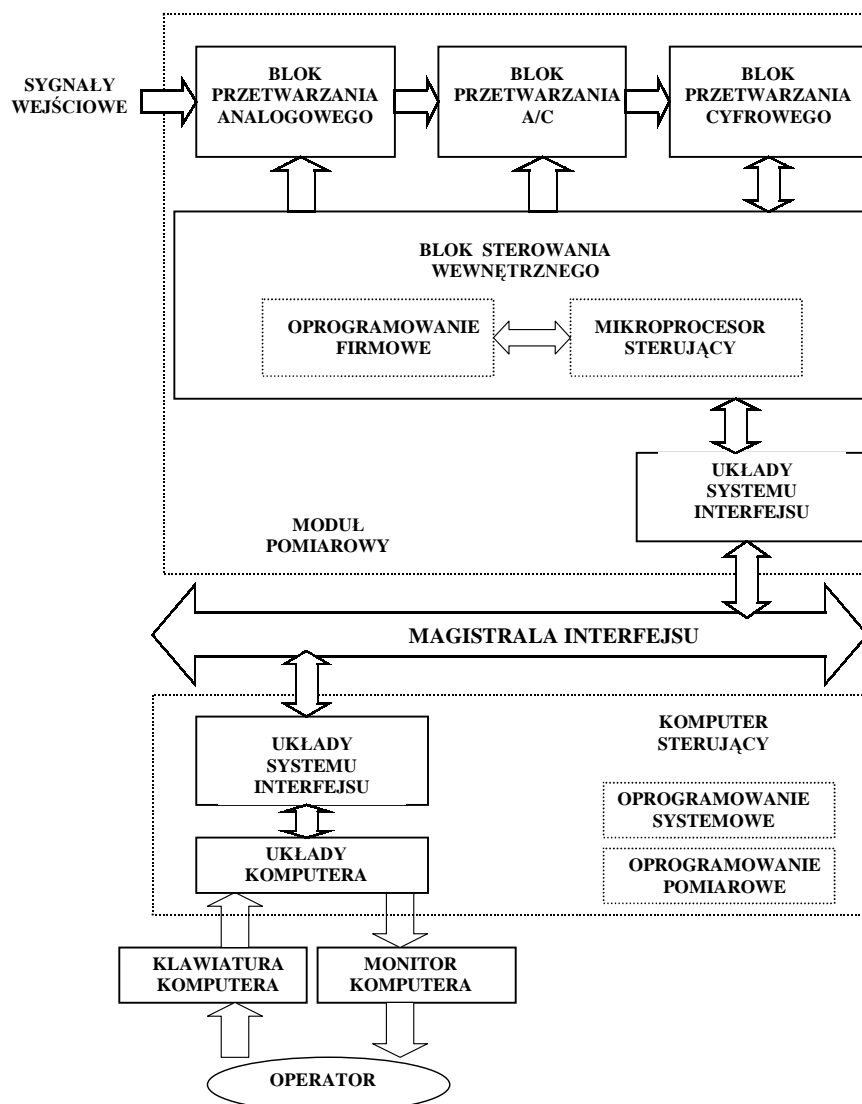 SYGNAŁY
WEJŚCIOWE
BLOK
PRZETWARZANIA
ANALOGOWEGO
BLOK
PRZETWARZANIA
A/C
BLOK
PRZETWARZANIA
CYFROWEGO
BLOK STEROWANIA
WEWNĘTRZNEGO
OPROGRAMOWANIE
FIRMOWE
MIKROPROCESOR
STERUJĄCY
UKŁADY
SYSTEMU
INTERFEJSU
MODUŁ
POMIAROWY
MAGISTRALA INTERFEJSU
UKŁADY
SYSTEMU
INTERFEJSU
KOMPUTER
STERUJĄCY
OPROGRAMOWANIE
SYSTEMOWE
UKŁADY
KOMPUTERA
OPROGRAMOWANIE
POMIAROWE
KLAWIATURA
KOMPUTERA
MONITOR
KOMPUTERA
OPERATOR